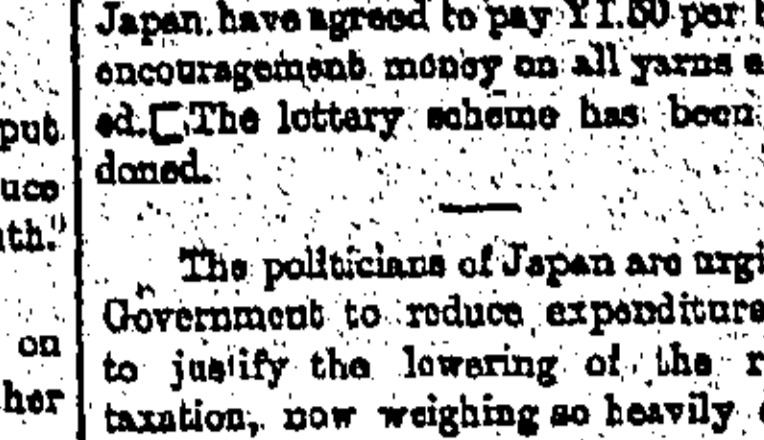 put
uce
th."
on
her
Japan have agreed to pay Y1.50 per
encouragement money on all yarns
ed. The lottery scheme has been
doned.
The politicians of Japan are urgi
Government to reduce expenditure
to justify the lowering of the r
taxation, now weighing so heavily